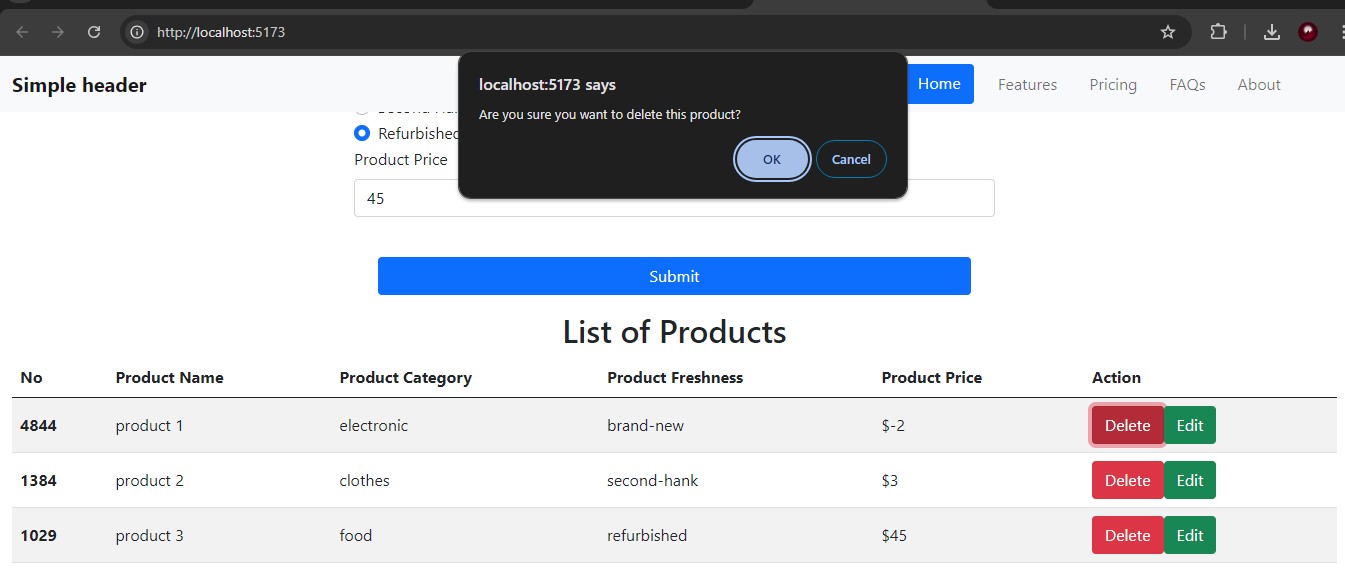 http://localhost:5173
Simple header
Home Features Pricing FAQs About
localhost:5173 says
Are you sure you want to delete this product?
OK Cancel
Refurbished
Product Price
45
Submit
List of Products
No Product Name Product Category Product Freshness Product Price Action
4844 product 1 electronic brand-new $-2 Delete Edit
1384 product 2 clothes second-hank $3 Delete Edit
1029 product 3 food refurbished $45 Delete Edit